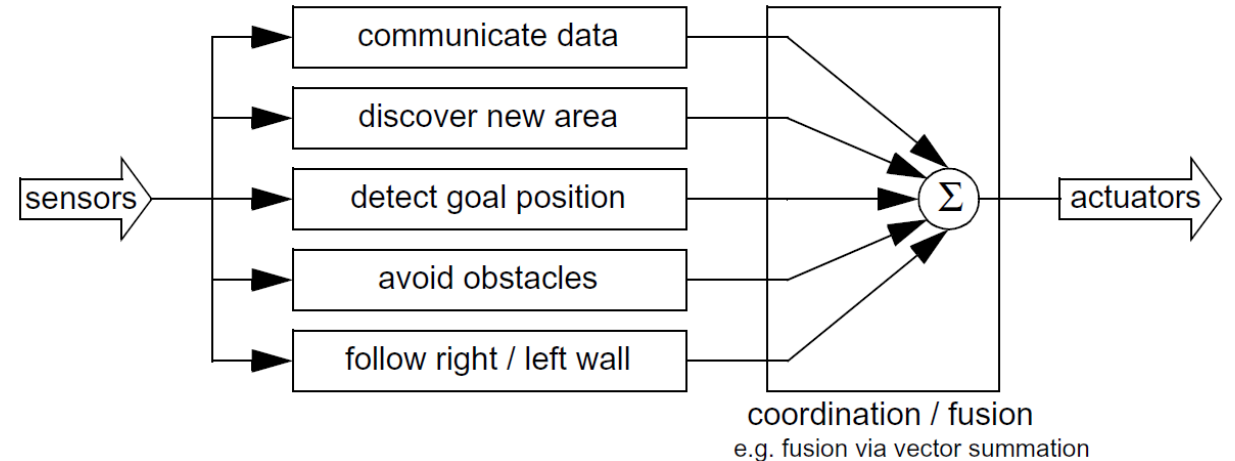 communicate data
discover new area
sensors
detect goal position
Σ
actuators
avoid obstacles
follow right / left wall
coordination / fusion
e.g. fusion via vector summation